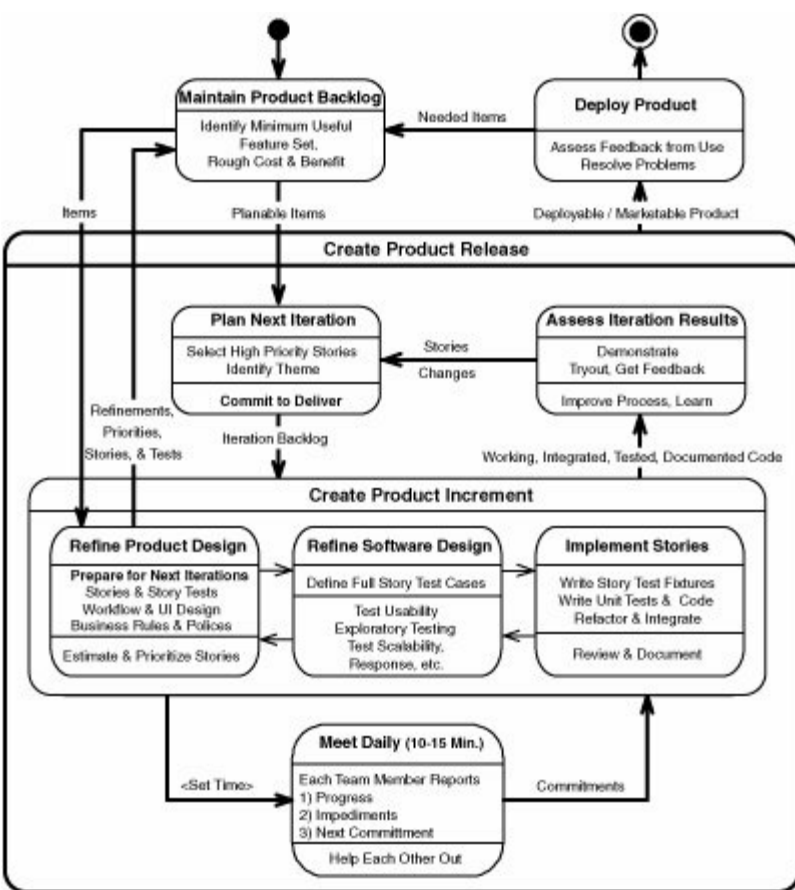 Maintain Product Backlog
Identify Minimum Useful
Feature Set,
Rough Cost & Benefit
Needed Items
Deploy Product
Assess Feedback from Use
Resolve Problems
Items
Planable Items
Deployable / Marketable Product
Create Product Release
Plan Next Iteration
Select High Priority Stories
Identify Theme
Commit to Deliver
Stories
Changes
Assess Iteration Results
Demonstrate
Tryout, Get Feedback
Improve Process, Learn
Refinements,
Priorities,
Stories, & Tests
Iteration Backlog
Working, Integrated, Tested, Documented Code
Create Product Increment
Refine Product Design
Prepare for Next Iterations
Stories & Story Tests
Workflow & UI Design
Business Rules & Polices
Estimate & Prioritize Stories
Refine Software Design
Define Full Story Test Cases
Test Usability
Exploratory Testing
Test Scalability,
Response, etc.
Implement Stories
Write Story Test Fixtures
Write Unit Tests & Code
Refactor & Integrate
Review & Document
<Set Time>
Meet Daily (10-15 Min.)
Each Team Member Reports
1) Progress
2) Impediments
3) Next Committment
Help Each Other Out
Commitments